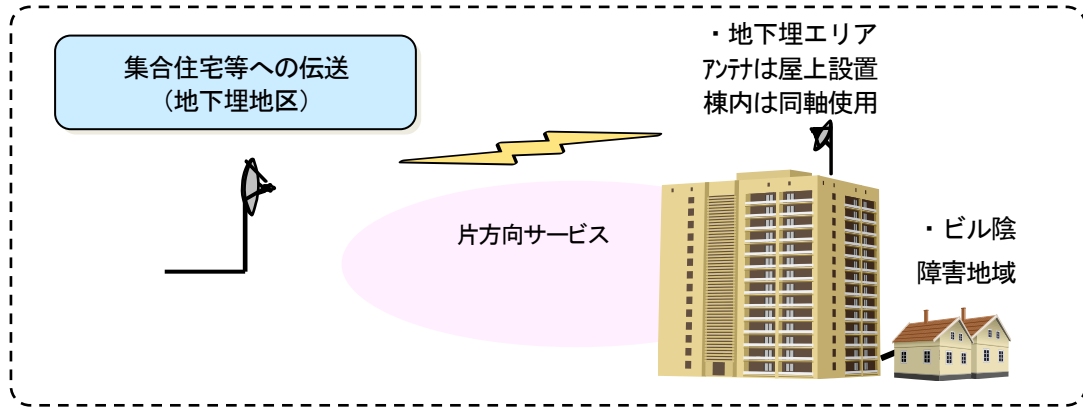 集合住宅等への伝送
（地下埋地区）
・地下埋エリア
ｱﾝﾃﾅは屋上設置
棟内は同軸使用
片方向サービス
・ビル陰
障害地域